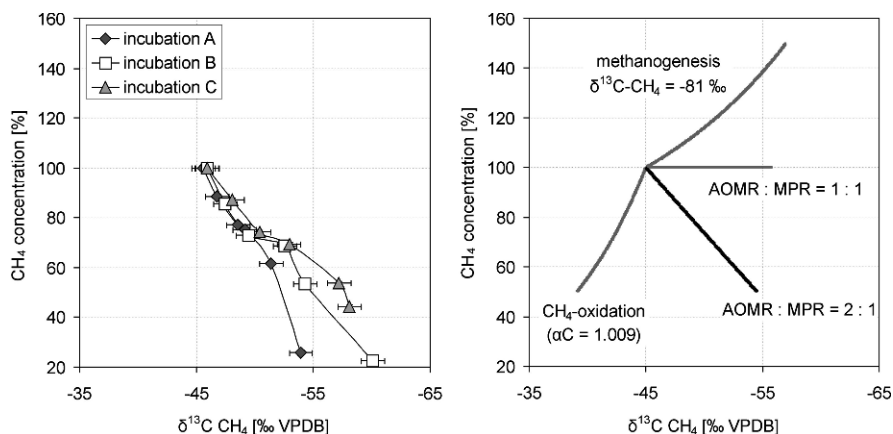 incubation A
incubation B
incubation C
160
140
120
100
80
60
40
20
CH₄ concentration [%]
-35
-45
-55
-65
δ¹³C CH₄ [‰ VPDB]
methanogenesis
δ¹³C-CH₄ = -81 ‰
AOMR : MPR = 1 : 1
AOMR : MPR = 2 : 1
CH₄-oxidation
(αC = 1.009)
160
140
120
100
80
60
40
20
CH₄ concentration [%]
-35
-45
-55
-65
δ¹³C CH₄ [‰ VPDB]